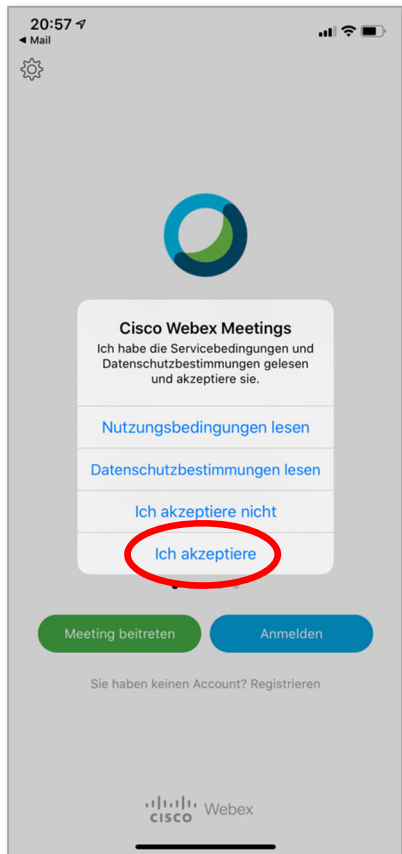 20:57
◀ Mail
Cisco Webex Meetings
Ich habe die Servicebedingungen und
Datenschutzbestimmungen gelesen
und akzeptiere sie.
Nutzungsbedingungen lesen
Datenschutzbestimmungen lesen
Ich akzeptiere nicht
Ich akzeptiere
Meeting beitreten
Anmelden
Sie haben keinen Account? Registrieren
CISCO Webex